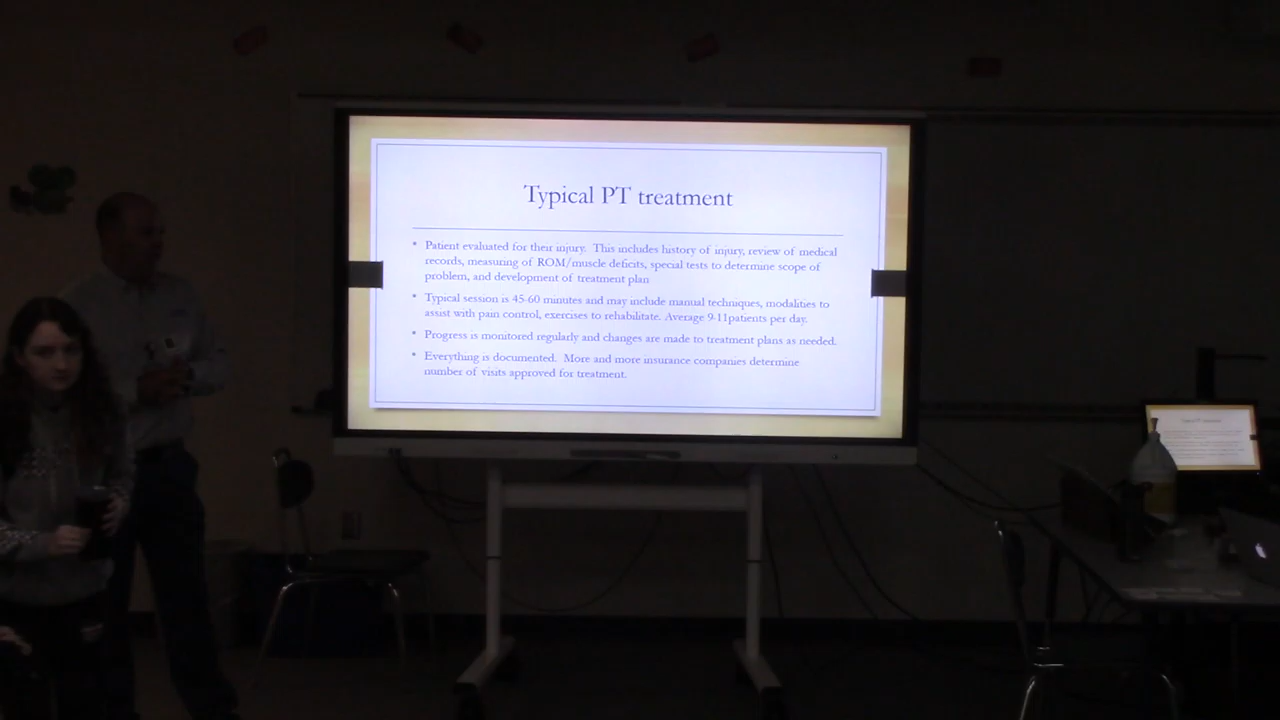 Typical PT treatment
* Patient evaluated for their injury. This includes history of injury, review of medical
records, measuring of ROM/muscle deficits, special tests to determine scope of
problem, and development of treatment plan
* Typical session is 45-60 minutes and may include manual techniques, modalities to
assist with pain control, exercises to rehabilitate. Average 9-11patients per day.
* Progress is monitored regularly and changes are made to treatment plans as needed.
* Everything is documented. More and more insurance companies determine
number of visits approved for treatment.